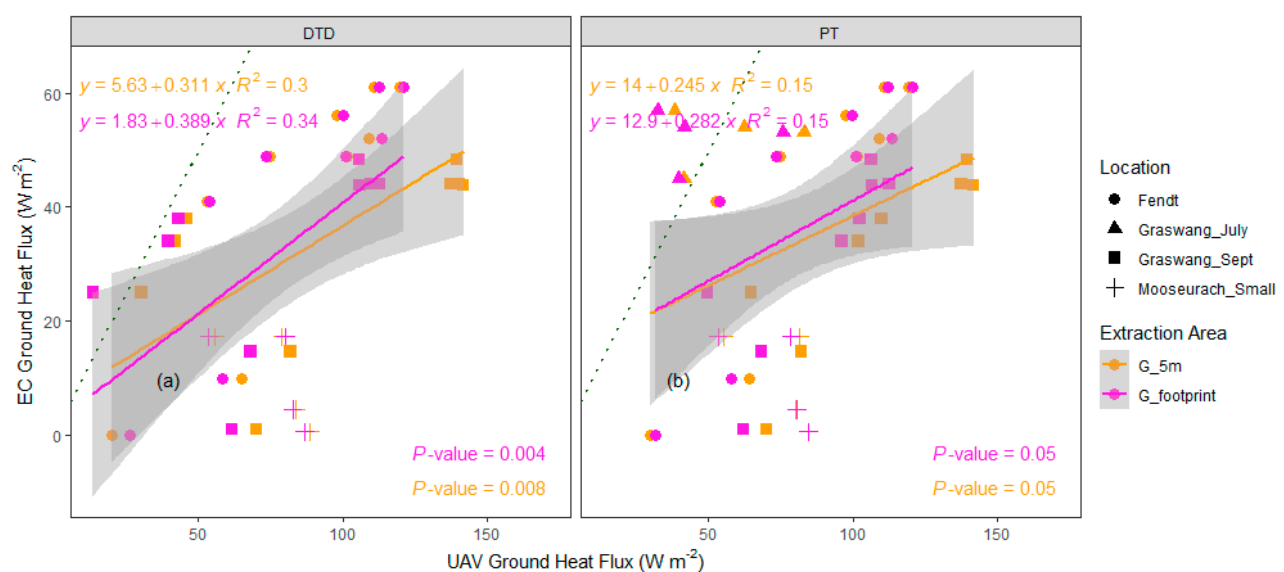 DTD
PT
y = 5.63 + 0.311 x R² = 0.3
y = 1.83 + 0.389 x R² = 0.34
y = 14 + 0.245 x R² = 0.15
y = 12.9 + 0.282 x R² = 0.15
60
40
20
0
EC Ground Heat Flux (W m⁻²)
(a)
(b)
P-value = 0.004
P-value = 0.008
P-value = 0.05
P-value = 0.05
50
100
150
50
100
150
UAV Ground Heat Flux (W m⁻²)
Location
Fendt
Graswang_July
Graswang_Sept
Mooseurach_Small
Extraction Area
G_5m
G_footprint